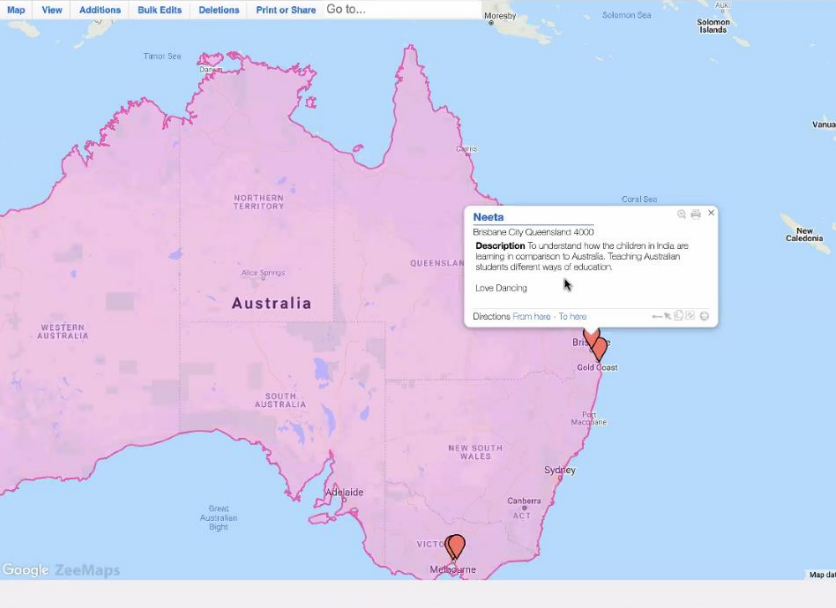 Map View Additions Bulk Edits Deletions Print or Share Go to...
Moresby
Solomon Sea
Auk.
Solomon
Islands
Timor Sea
Vanua
Coral Sea
NORTHERN
TERRITORY
New
Caledonia
Neeta
Brisbane City Queensland 4000
Description To understand how the children in India are
learning in comparison to Australia. Teaching Australian
students different ways of education.
Love Dancing
Directions From here - To here
QUEENSLAN
Alice Springs
Australia
WESTERN
AUSTRALIA
Gold Coast
SOUTH
AUSTRALIA
Port
NEW SOUTH
WALES
Sydney
Adelaide
Canberra
ACT
Great
Australian
Bight
VICTO
Melbourne
Google ZeeMaps
Map dat